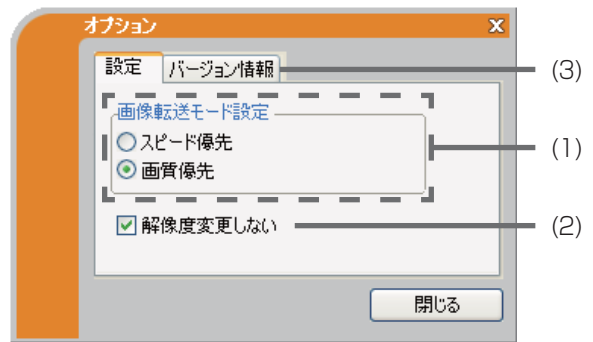 オプション x
設定 バージョン情報 (3)
画像転送モード設定
スピード優先 (1)
画質優先
解像度変更しない (2)
閉じる